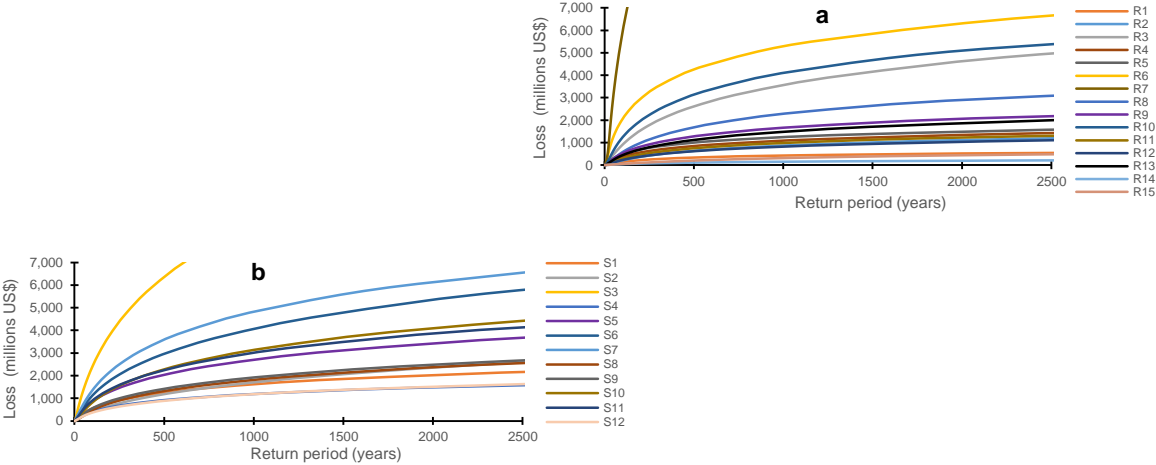 a
7,000
6,000
5,000
4,000
3,000
2,000
1,000
0
Loss (millions US$)
0 500 1000 1500 2000 2500
Return period (years)
R1
R2
R3
R4
R5
R6
R7
R8
R9
R10
R11
R12
R13
R14
R15
b
7,000
6,000
5,000
4,000
3,000
2,000
1,000
0
Loss (millions US$)
0 500 1000 1500 2000 2500
Return period (years)
S1
S2
S3
S4
S5
S6
S7
S8
S9
S10
S11
S12